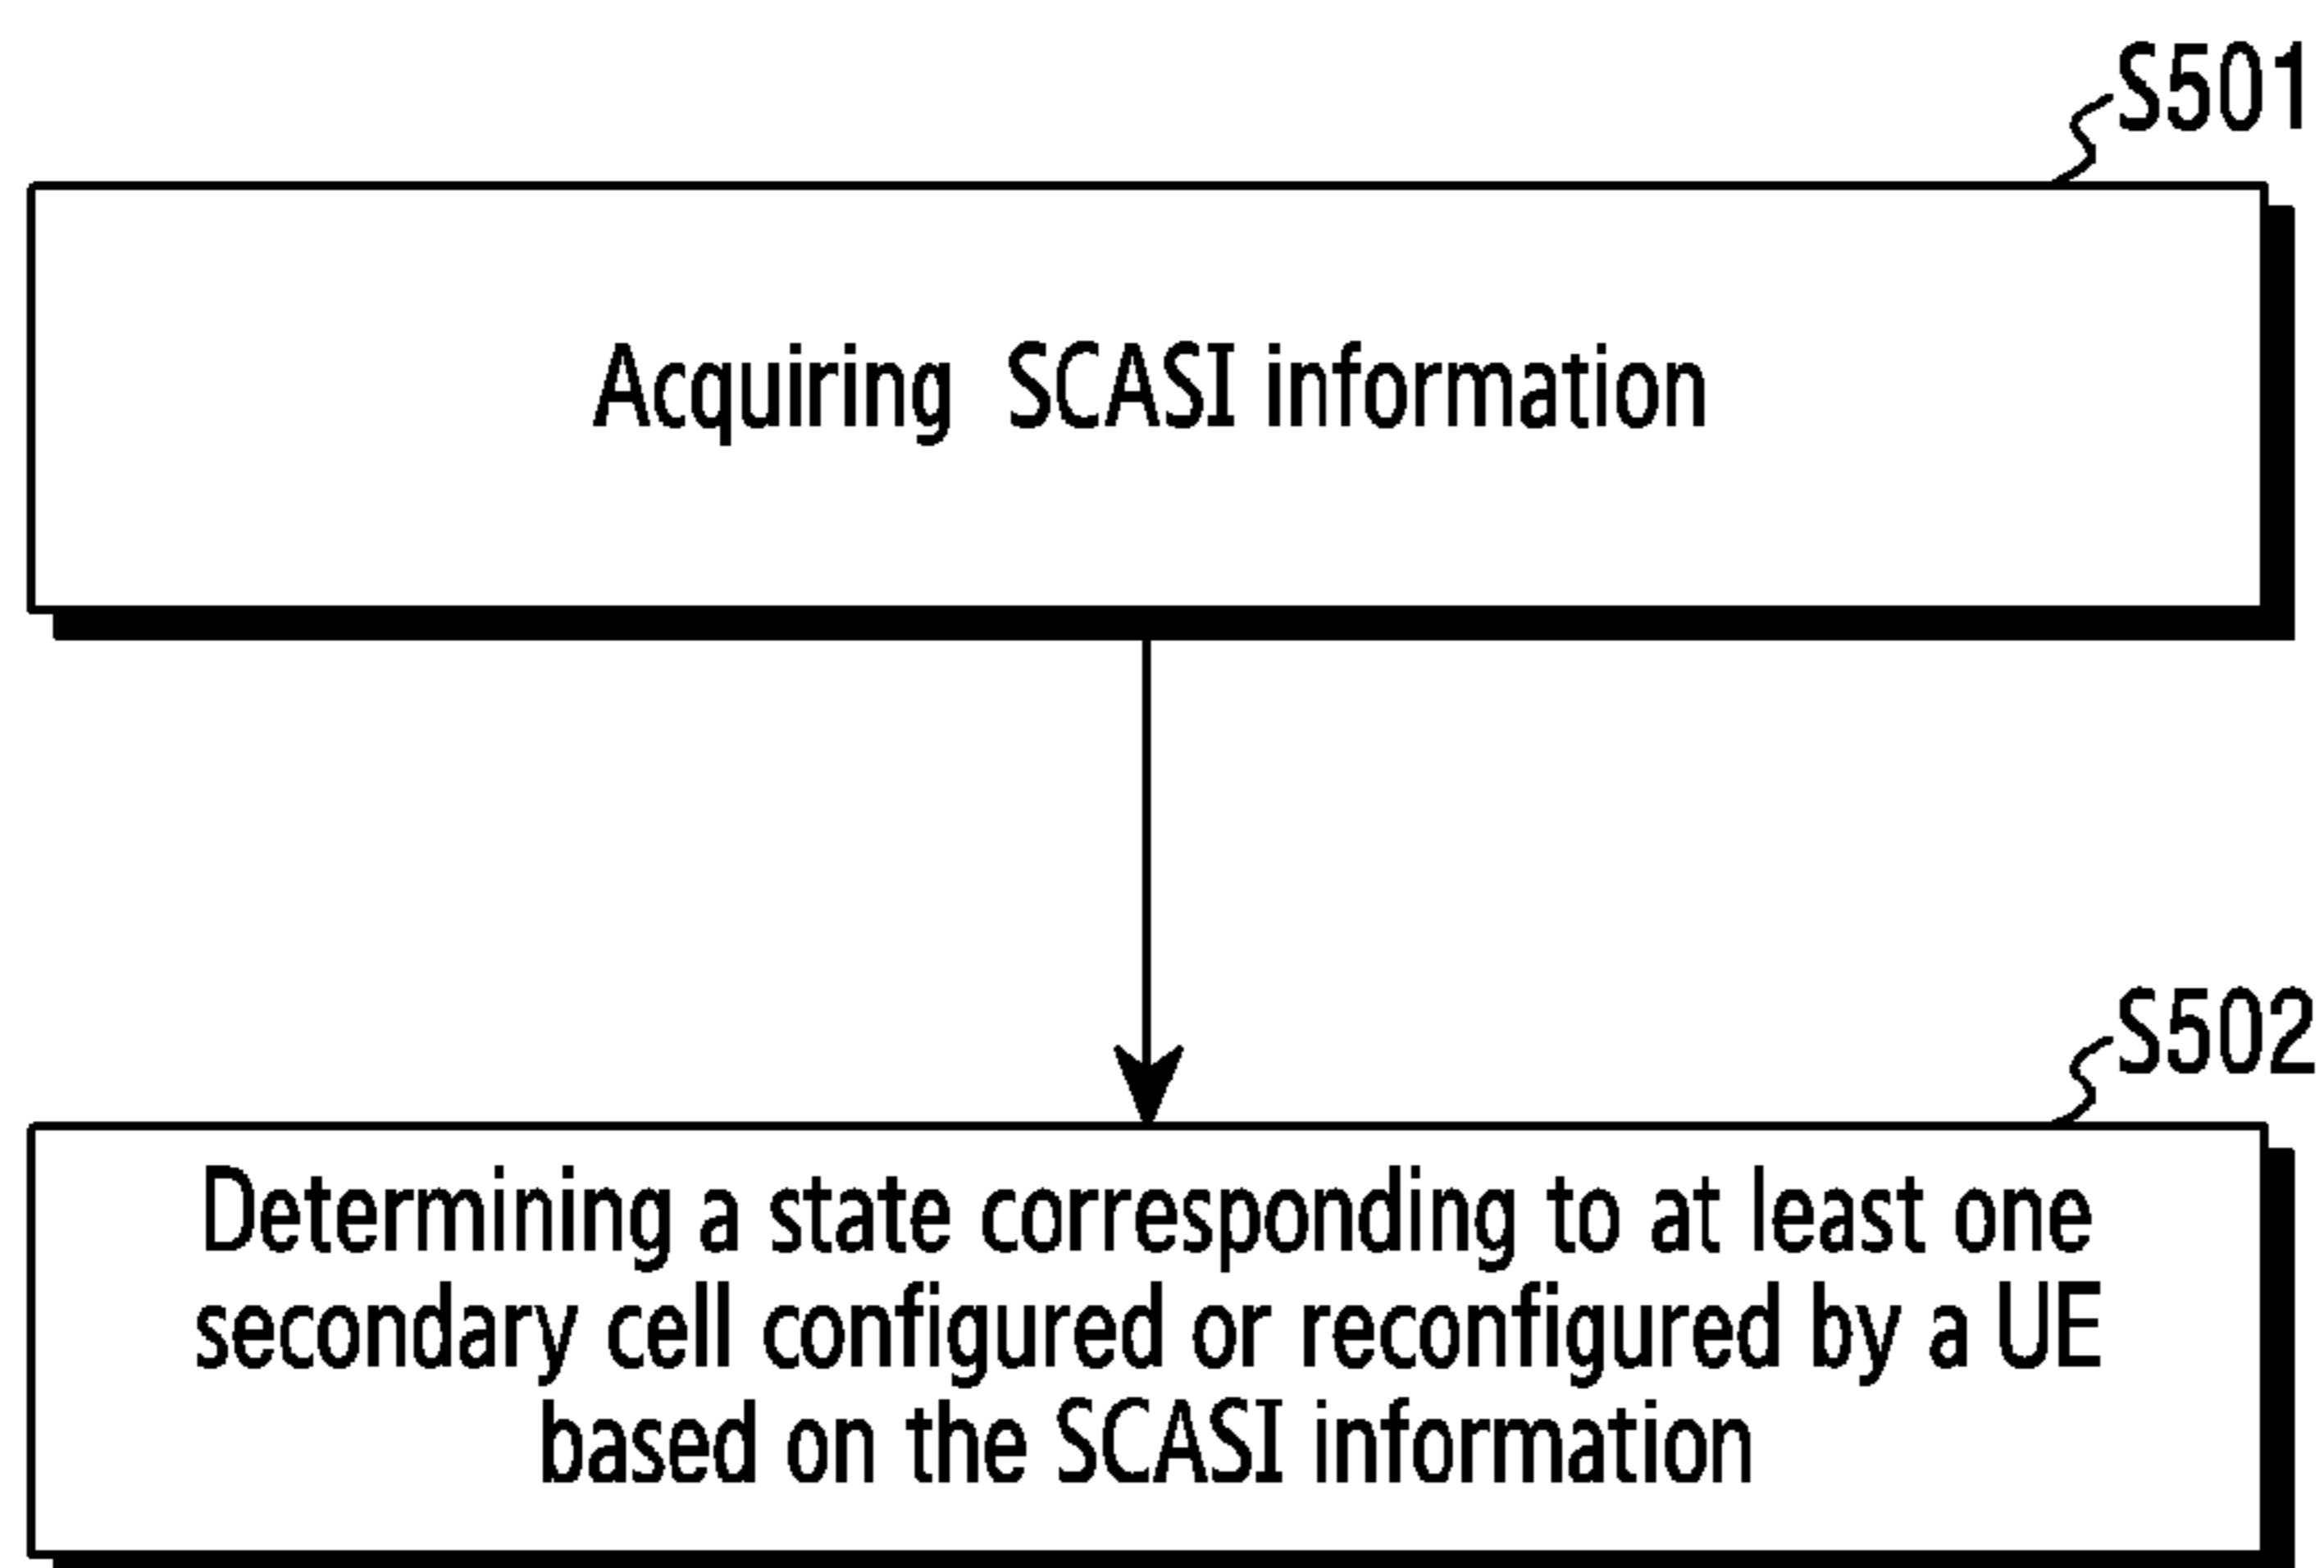 S501
Acquiring SCASI information
S502
Determining a state corresponding to at least one
secondary cell configured or reconfigured by a UE
based on the SCASI information